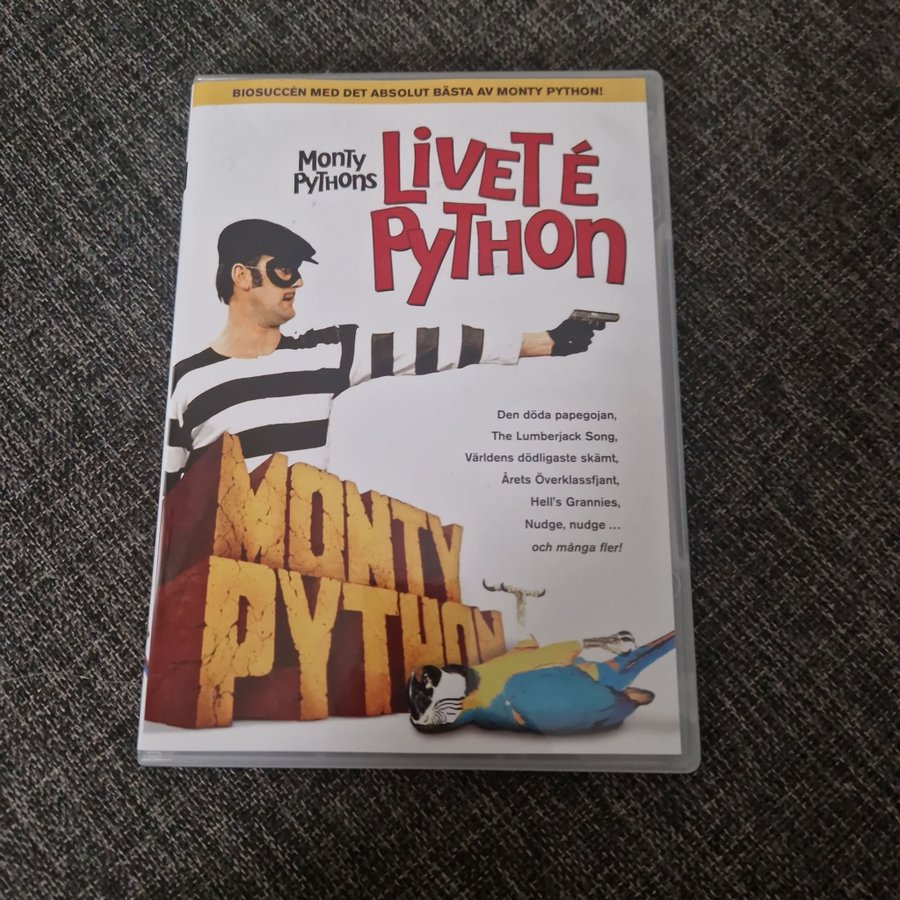 BIOSUCCÉN MED DET ABSOLUT BÄSTA AV MONTY PYTHON!
MONTY
PYTHONS
LIVET É
PYTHON
Den döda papegojan,
The Lumberjack Song,
Världens dödligaste skämt,
Årets Överklassfjant,
Hell's Grannies,
Nudge, nudge ...
och många fler!
MONTY
PYTHON